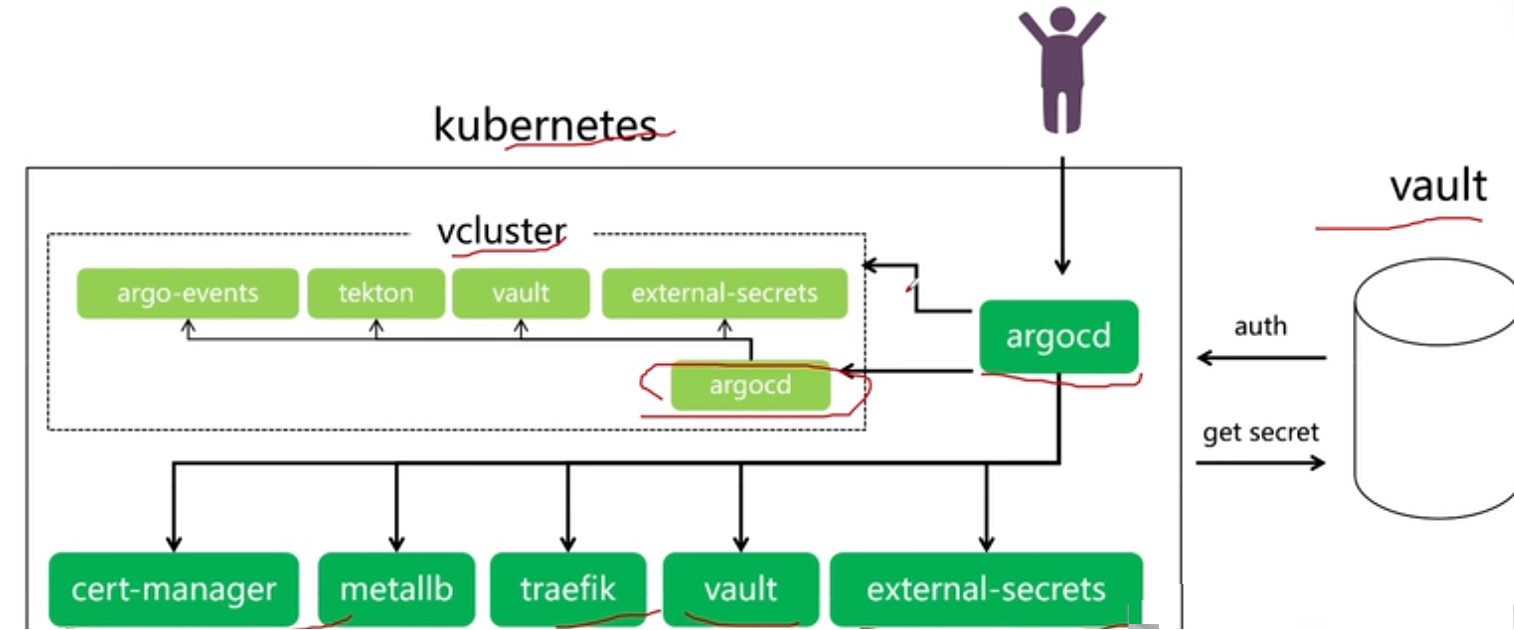 kubernetes
vault
vcluster
argo-events
tekton
vault
external-secrets
argocd
argocd
auth
get secret
cert-manager
metallb
traefik
vault
external-secrets